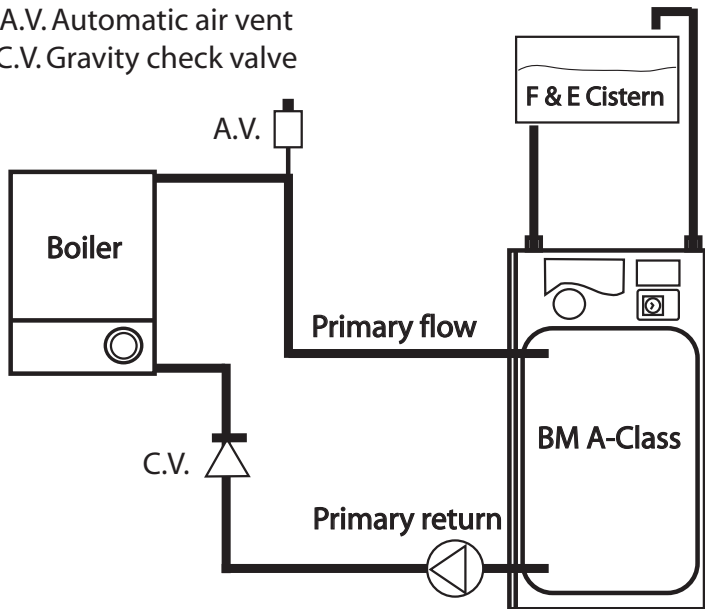 A.V. Automatic air vent
C.V. Gravity check valve
F & E Cistern
A.V.
Boiler
Primary flow
BM A-Class
C.V.
Primary return